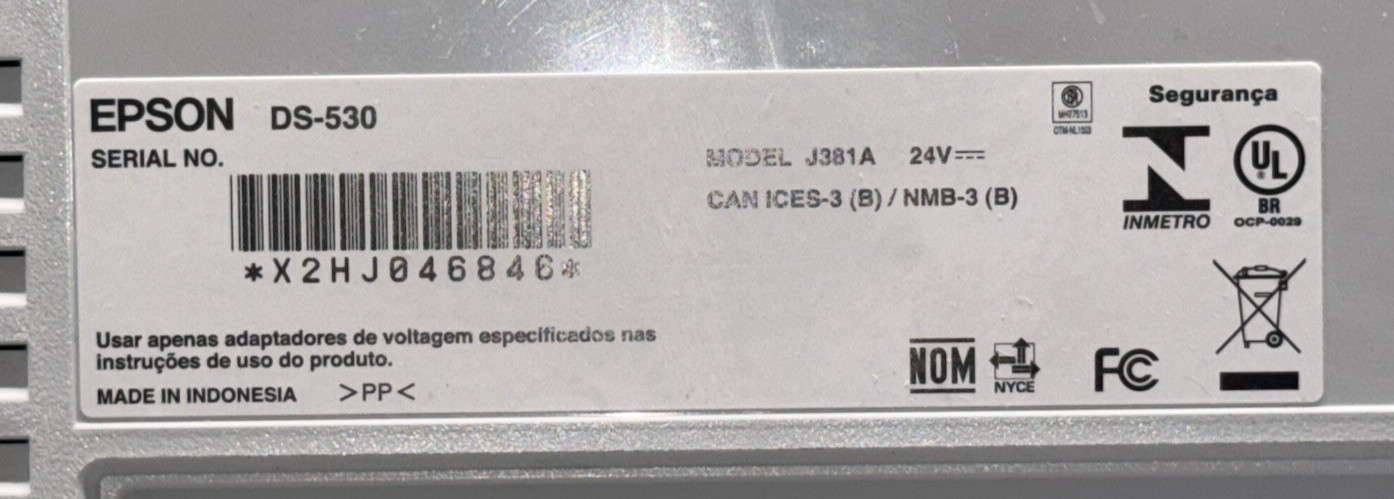 EPSON DS-530
SERIAL NO.
*X2HJ046846*
MODEL J381A 24V
CAN ICES-3 (B) / NMB-3 (B)
Usar apenas adaptadores de voltagem especificados nas
instruções de uso do produto.
MADE IN INDONESIA >PP<
Segurança
INMETRO
UL
BR
OCP-0029
NOM
NYCE
FC